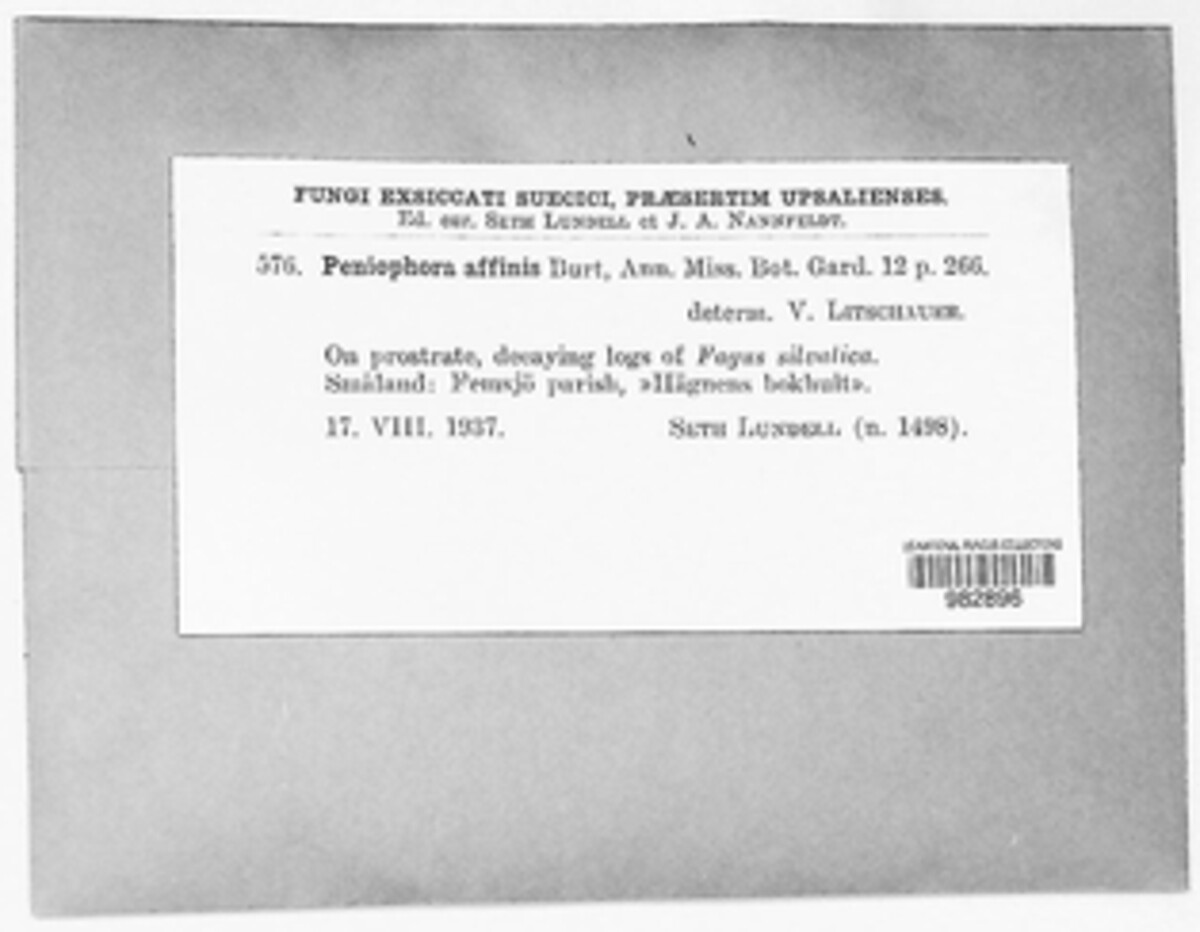 FUNGI EXSICCATI SUECICI, PRÆSERTIM UPSALIENSES.
Ed. cur. SETH LUNDELL et J. A. NANNFELDT.
576. Peniophora affinis Burt, Ann. Miss. Bot. Gard. 12 p. 266.
determ. V. LITSCHAUER.
On prostrate, decaying logs of Fagus silvatica.
Småland: Femsjö parish, »Hägnens bokhult».
17. VIII. 1937. SETH LUNDELL (n. 1498).
982896